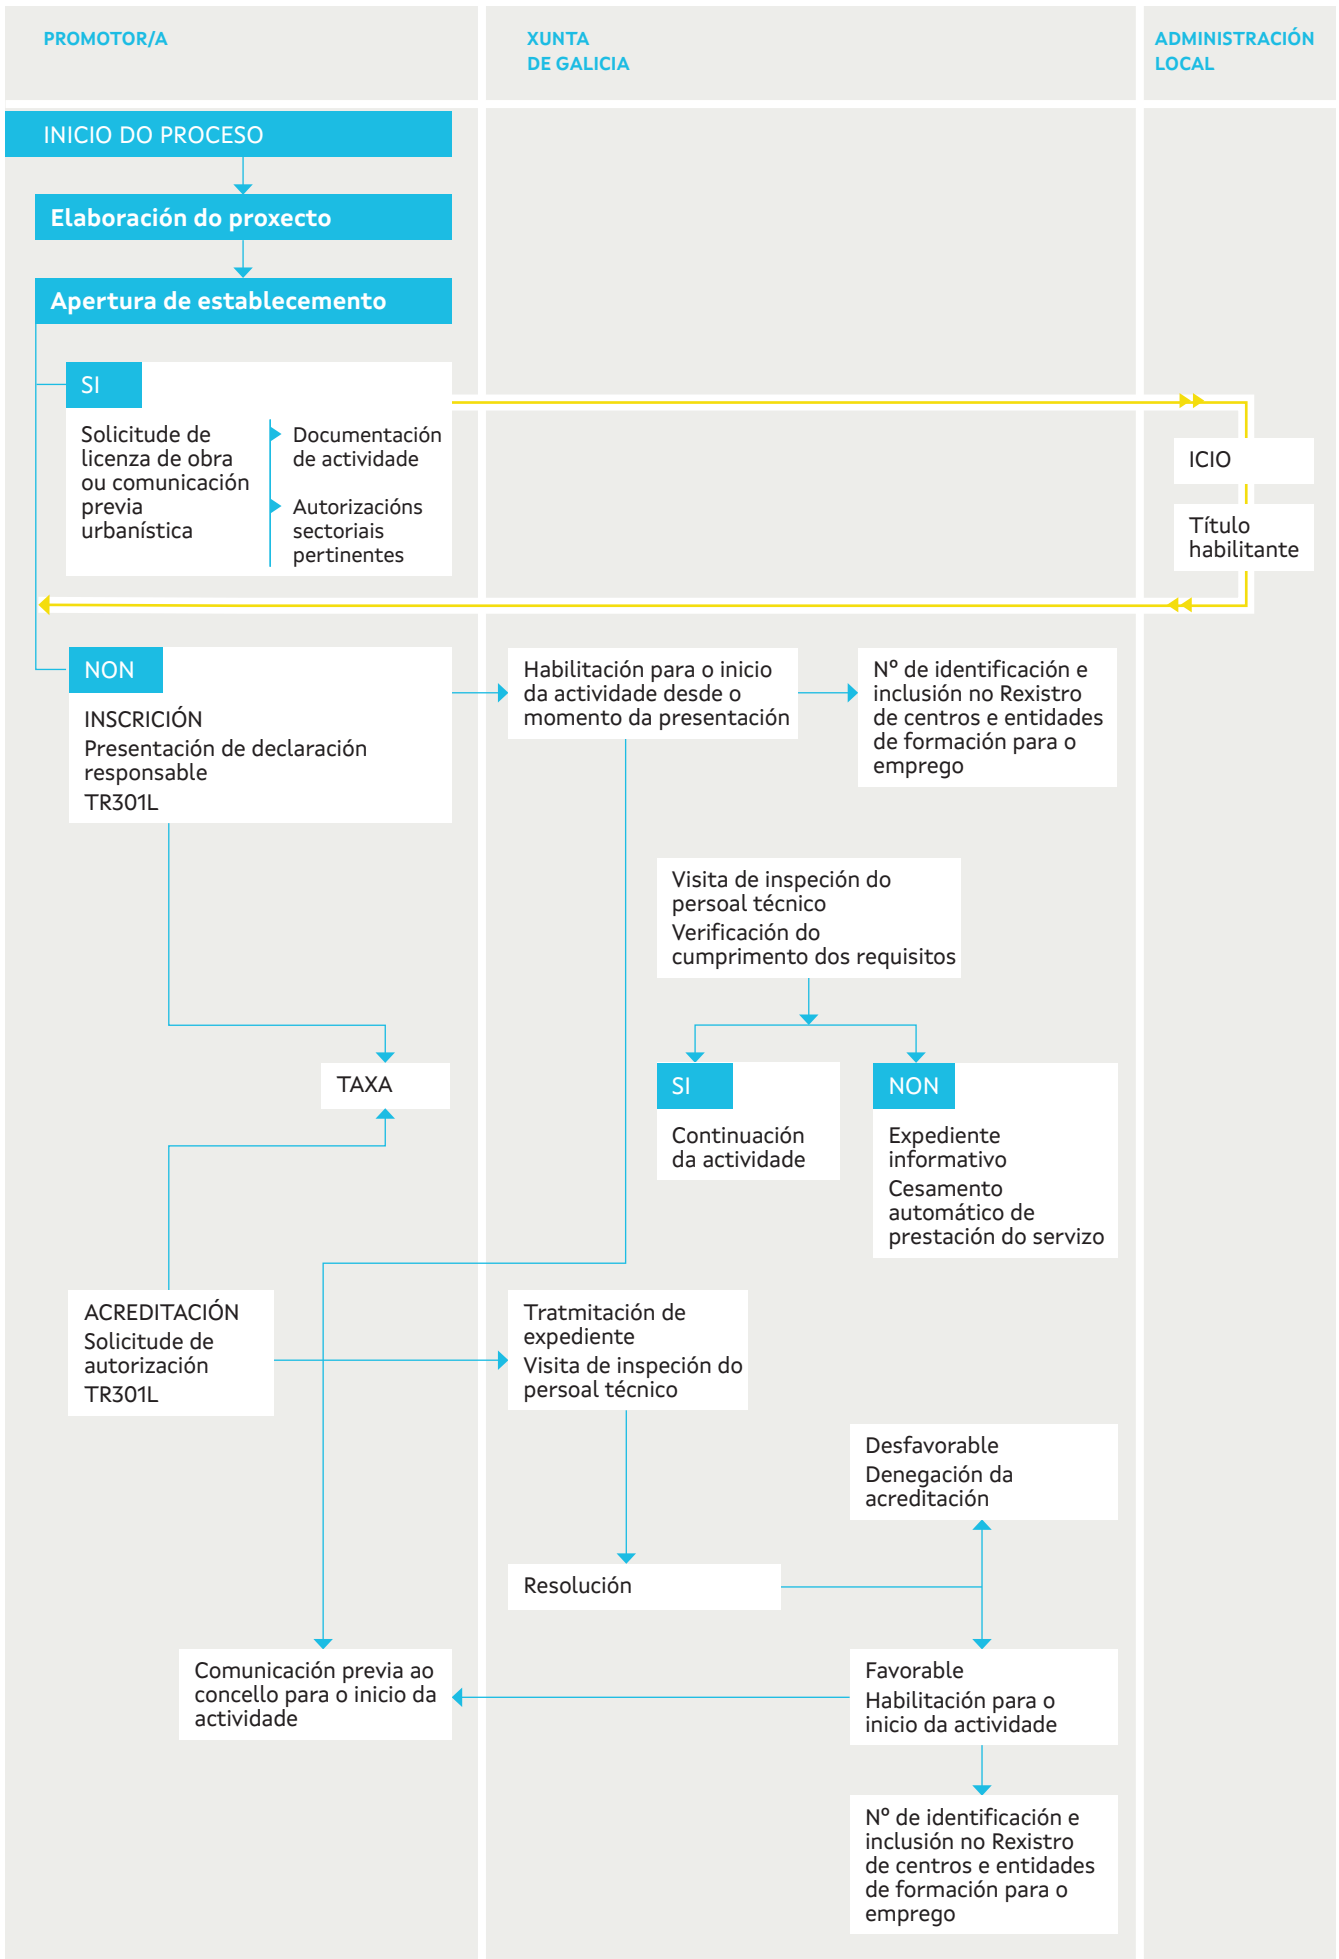 PROMOTOR/A
XUNTA
DE GALICIA
ADMINISTRACIÓN
LOCAL
INICIO DO PROCESO
Elaboración do proxecto
Apertura de establecemento
SI
Solicitude de
licenza de obra
ou comunicación
previa
urbanística
Documentación
de actividade
Autorizacións
sectoriais
pertinentes
ICIO
Título
habilitante
NON
INSCRICIÓN
Presentación de declaración
responsable
TR301L
Habilitación para o inicio
da actividade desde o
momento da presentación
Nº de identificación e
inclusión no Rexistro
de centros e entidades
de formación para o
emprego
Visita de inspeción do
persoal técnico
Verificación do
cumprimento dos requisitos
TAXA
SI
Continuación
da actividade
NON
Expediente
informativo
Cesamento
automático de
prestación do servizo
ACREDITACIÓN
Solicitude de
autorización
TR301L
Tratmitación de
expediente
Visita de inspeción do
persoal técnico
Desfavorable
Denegación da
acreditación
Resolución
Comunicación previa ao
concello para o inicio da
actividade
Favorable
Habilitación para o
inicio da actividade
Nº de identificación e
inclusión no Rexistro
de centros e entidades
de formación para o
emprego